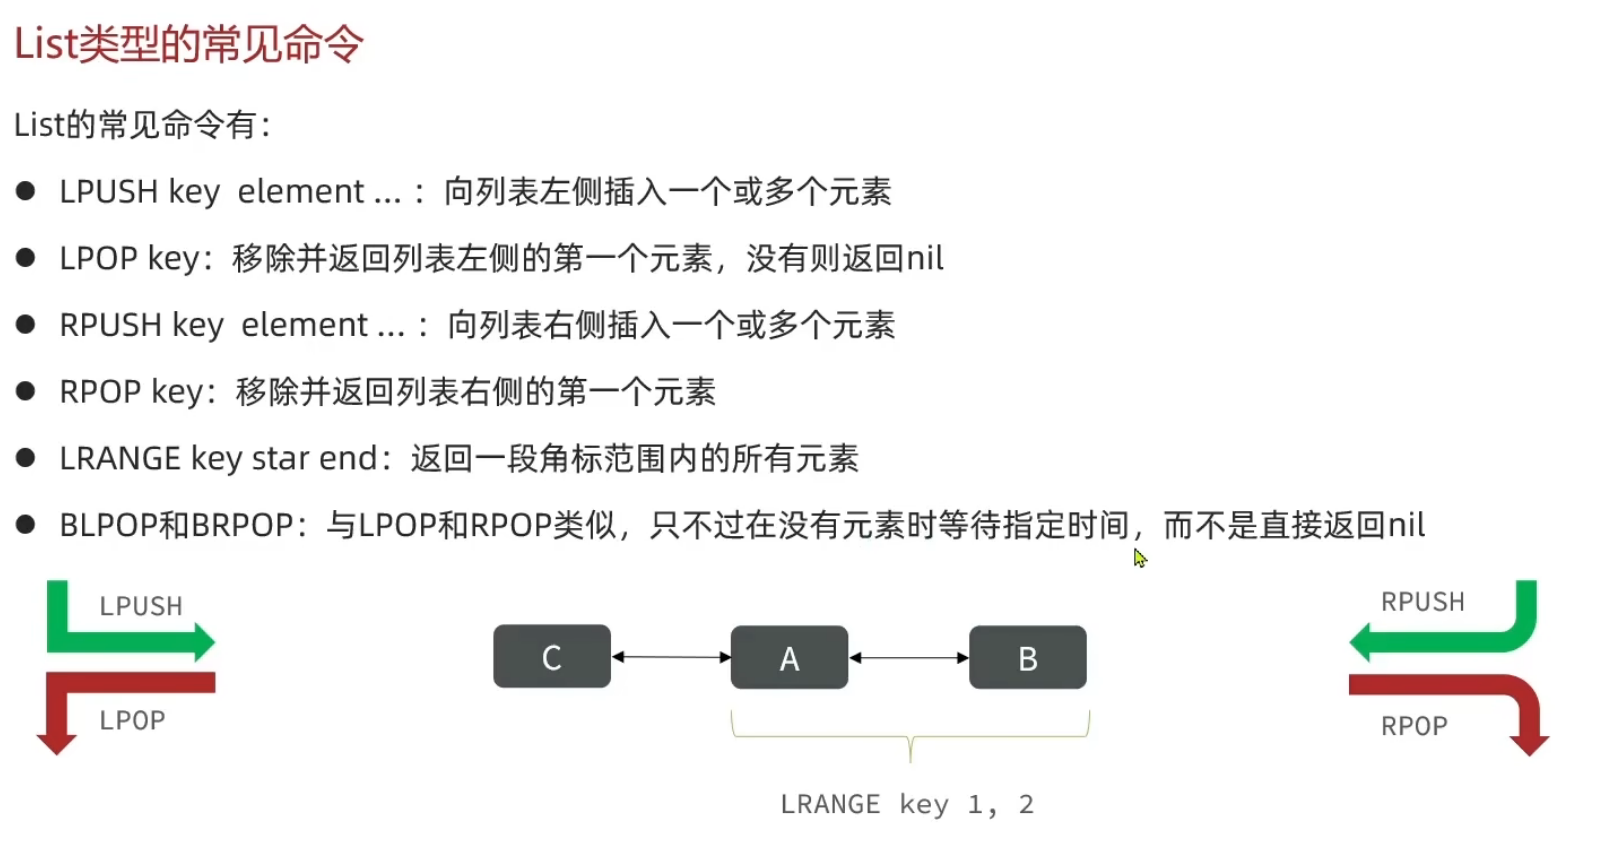 List类型的常见命令
List的常见命令有：
● LPUSH key  element ... ：向列表左侧插入一个或多个元素
● LPOP key：移除并返回列表左侧的第一个元素，没有则返回nil
● RPUSH key  element ... ：向列表右侧插入一个或多个元素
● RPOP key：移除并返回列表右侧的第一个元素
● LRANGE key star end：返回一段角标范围内的所有元素
● BLPOP和BRPOP：与LPOP和RPOP类似，只不过在没有元素时等待指定时间，而不是直接返回nil
LPUSH
RPUSH
C
A
B
LPOP
RPOP
LRANGE key 1, 2